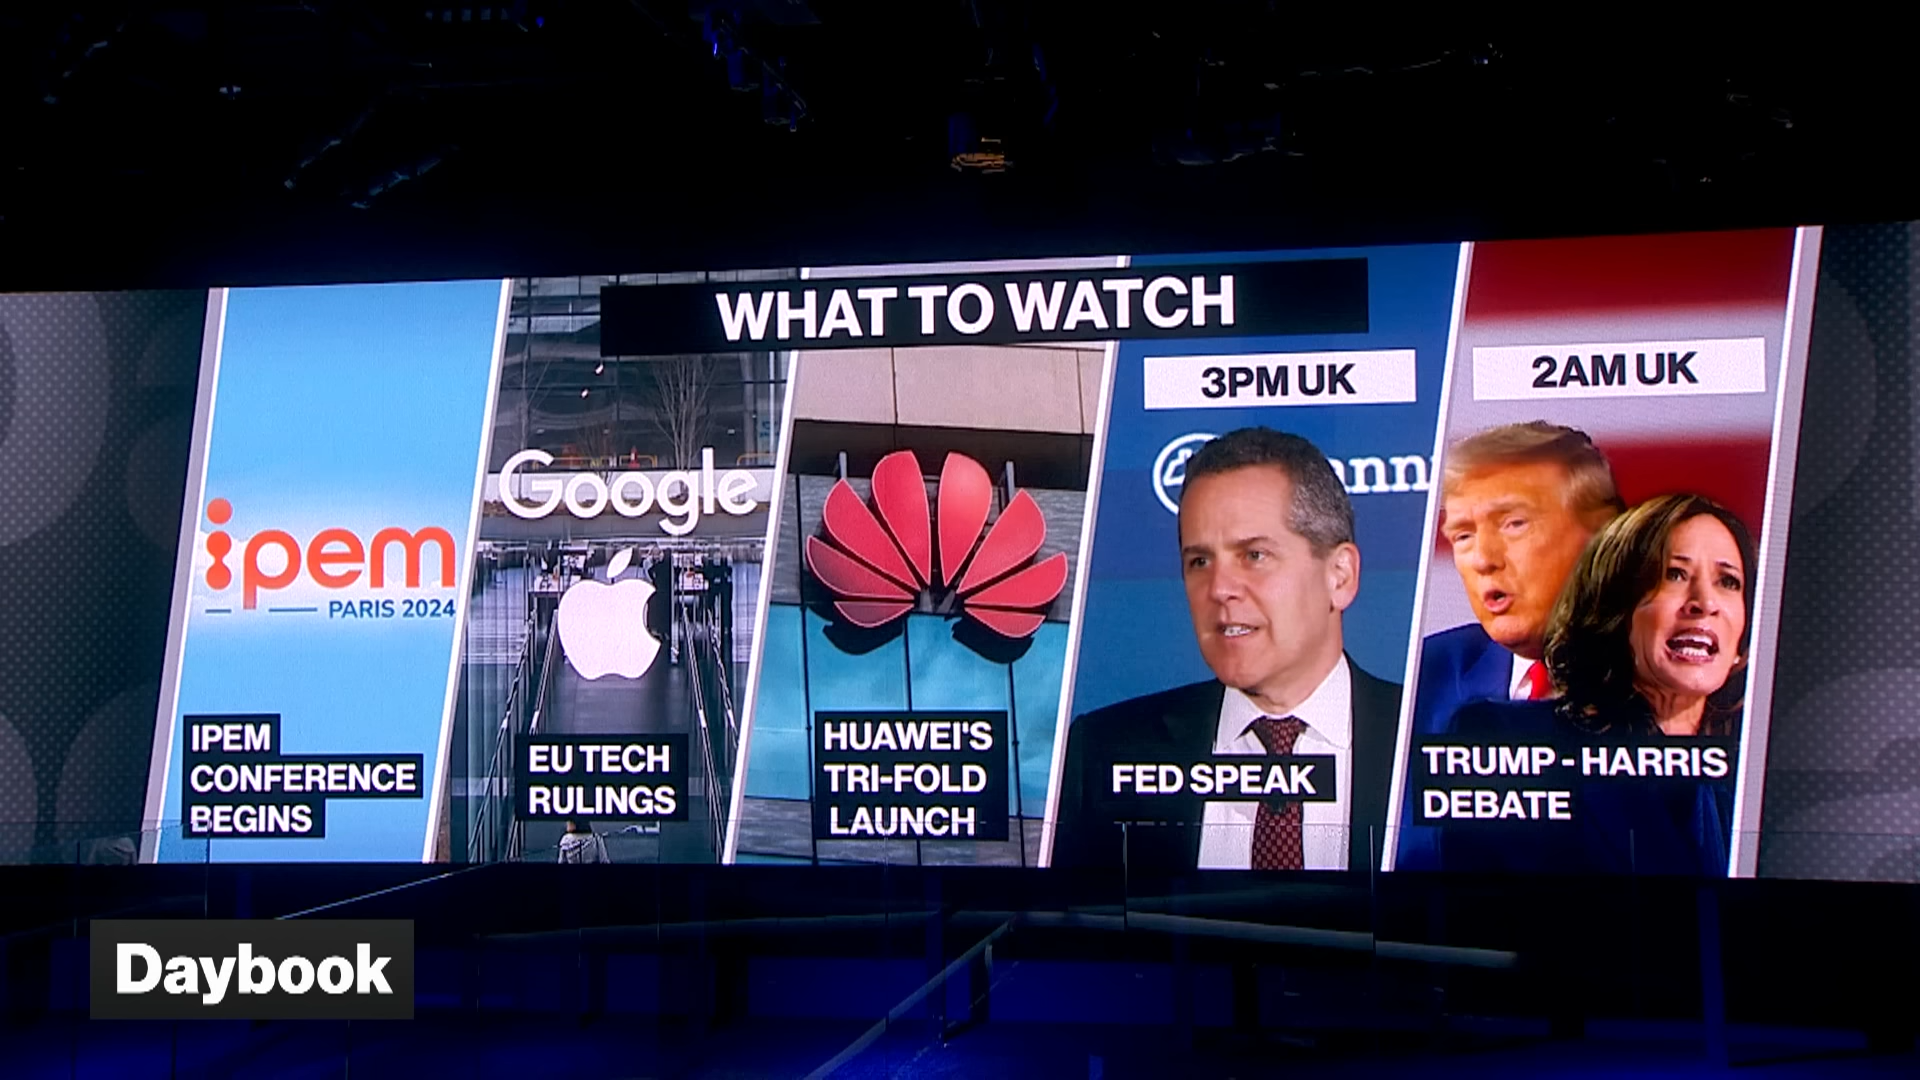 WHAT TO WATCH
3PM UK
2AM UK
Google
ipem
PARIS 2024
IPEM
CONFERENCE
BEGINS
EU TECH
RULINGS
HUAWEI'S
TRI-FOLD
LAUNCH
FED SPEAK
TRUMP - HARRIS
DEBATE
Daybook